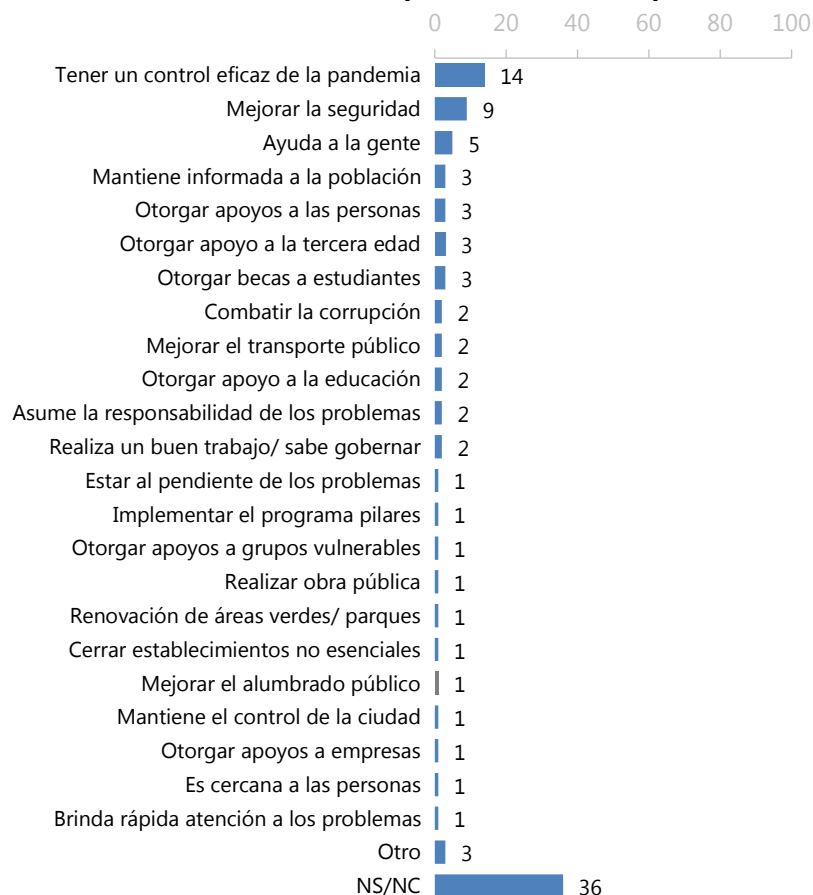 0 20 40 60 80 100
Tener un control eficaz de la pandemia 14
Mejorar la seguridad 9
Ayuda a la gente 5
Mantiene informada a la población 3
Otorgar apoyos a las personas 3
Otorgar apoyo a la tercera edad 3
Otorgar becas a estudiantes 3
Combatir la corrupción 2
Mejorar el transporte público 2
Otorgar apoyo a la educación 2
Asume la responsabilidad de los problemas 2
Realiza un buen trabajo/ sabe gobernar 2
Estar al pendiente de los problemas 1
Implementar el programa pilares 1
Otorgar apoyos a grupos vulnerables 1
Realizar obra pública 1
Renovación de áreas verdes/ parques 1
Cerrar establecimientos no esenciales 1
Mejorar el alumbrado público 1
Mantiene el control de la ciudad 1
Otorgar apoyos a empresas 1
Es cercana a las personas 1
Brinda rápida atención a los problemas 1
Otro 3
NS/NC 36